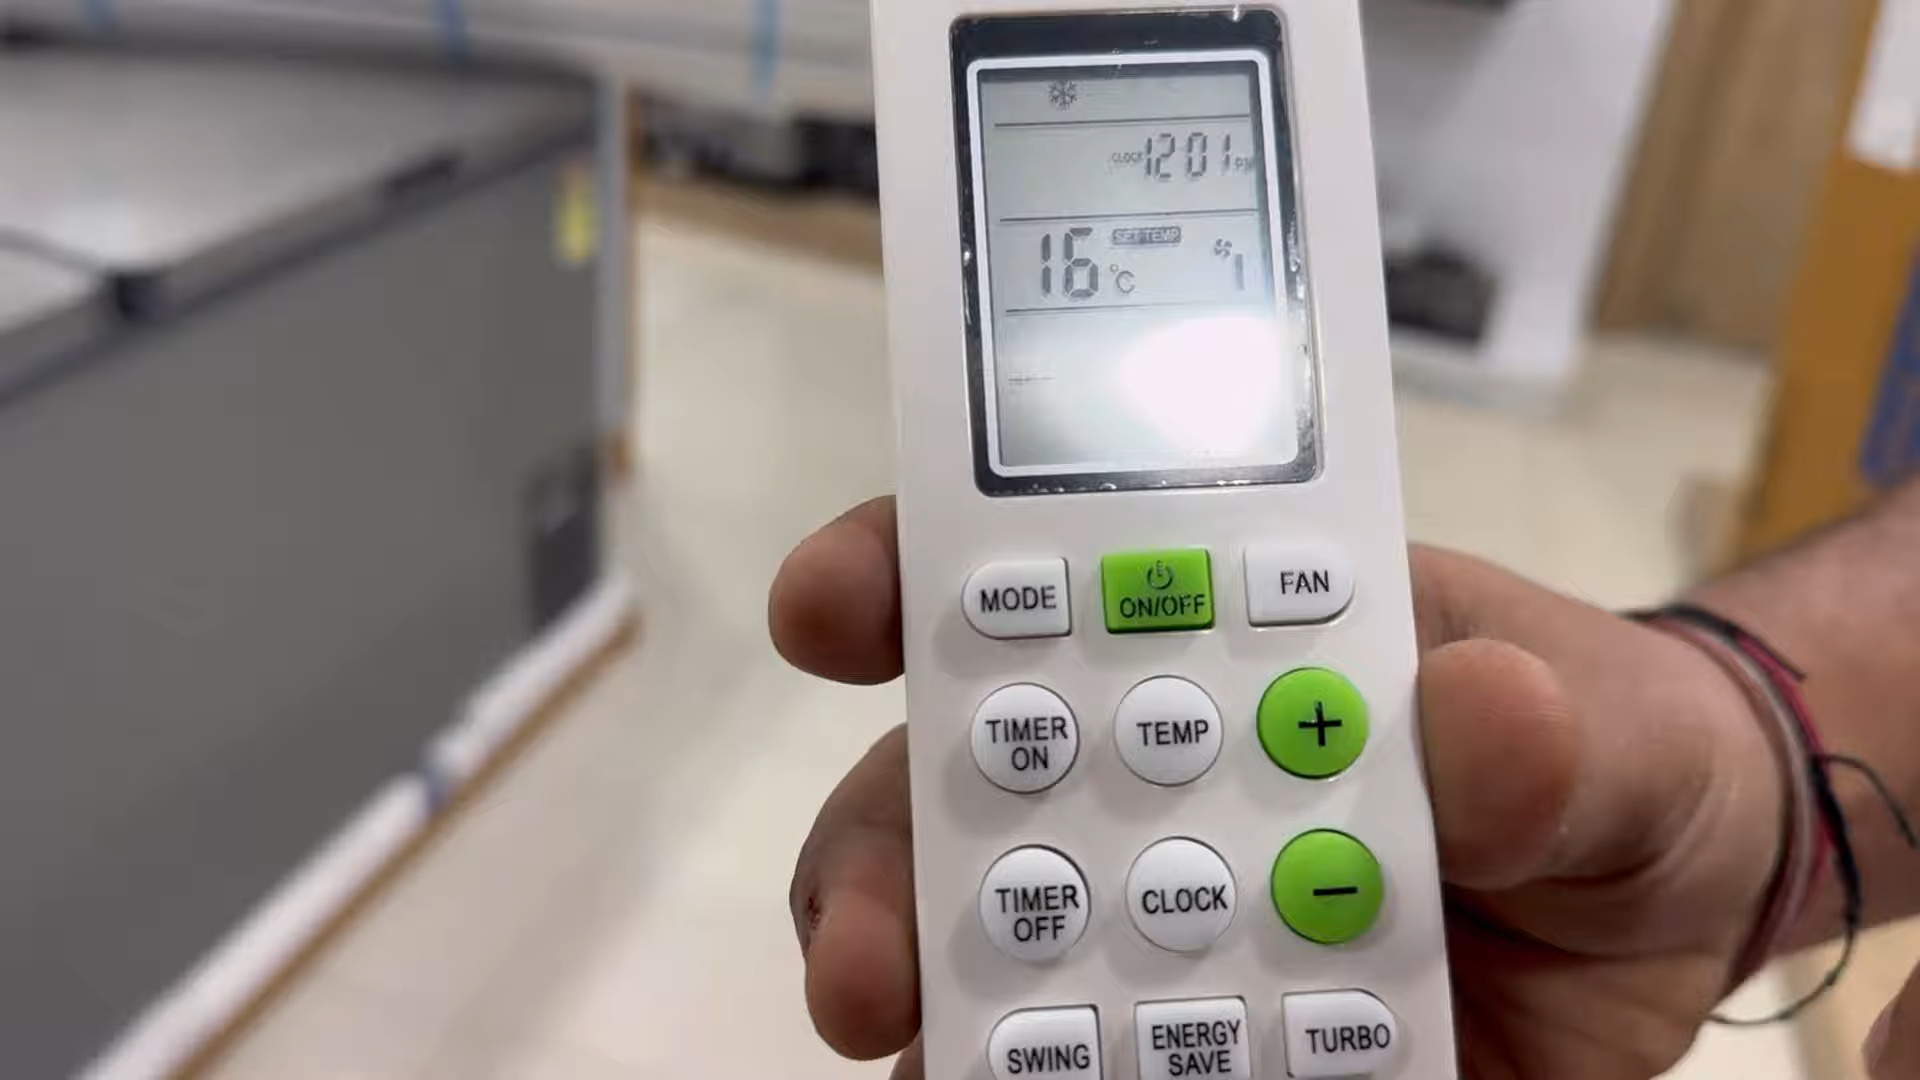 CLOCK 12 01 PM
16 °C SET TEMP 1
MODE ON/OFF FAN
TIMER ON TEMP +
TIMER OFF CLOCK −
SWING ENERGY SAVE TURBO